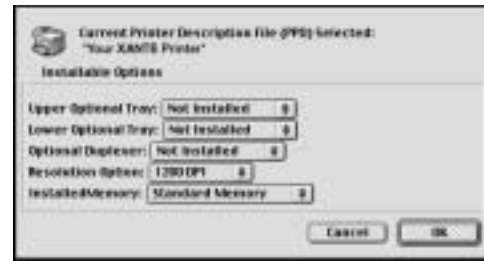 Current Printer Description File (PPD) Selected:
"Your XANTE Printer"
Installable Options
Upper Optional Tray: Not Installed
Lower Optional Tray: Not Installed
Optional Duplexer: Not Installed
Resolution Option: 1200 DPI
InstalledMemory: Standard Memory
Cancel OK